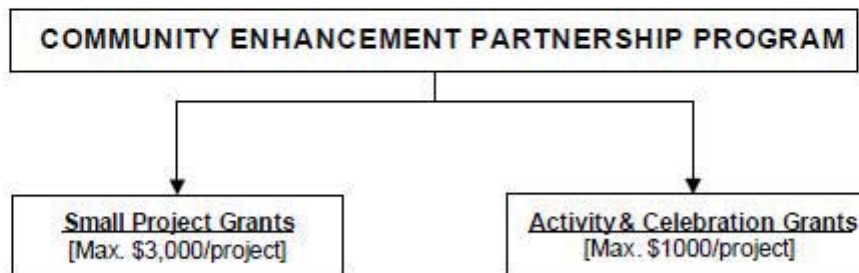 COMMUNITY ENHANCEMENT PARTNERSHIP PROGRAM
Small Project Grants
[Max. $3,000/project]
Activity & Celebration Grants
[Max. $1000/project]